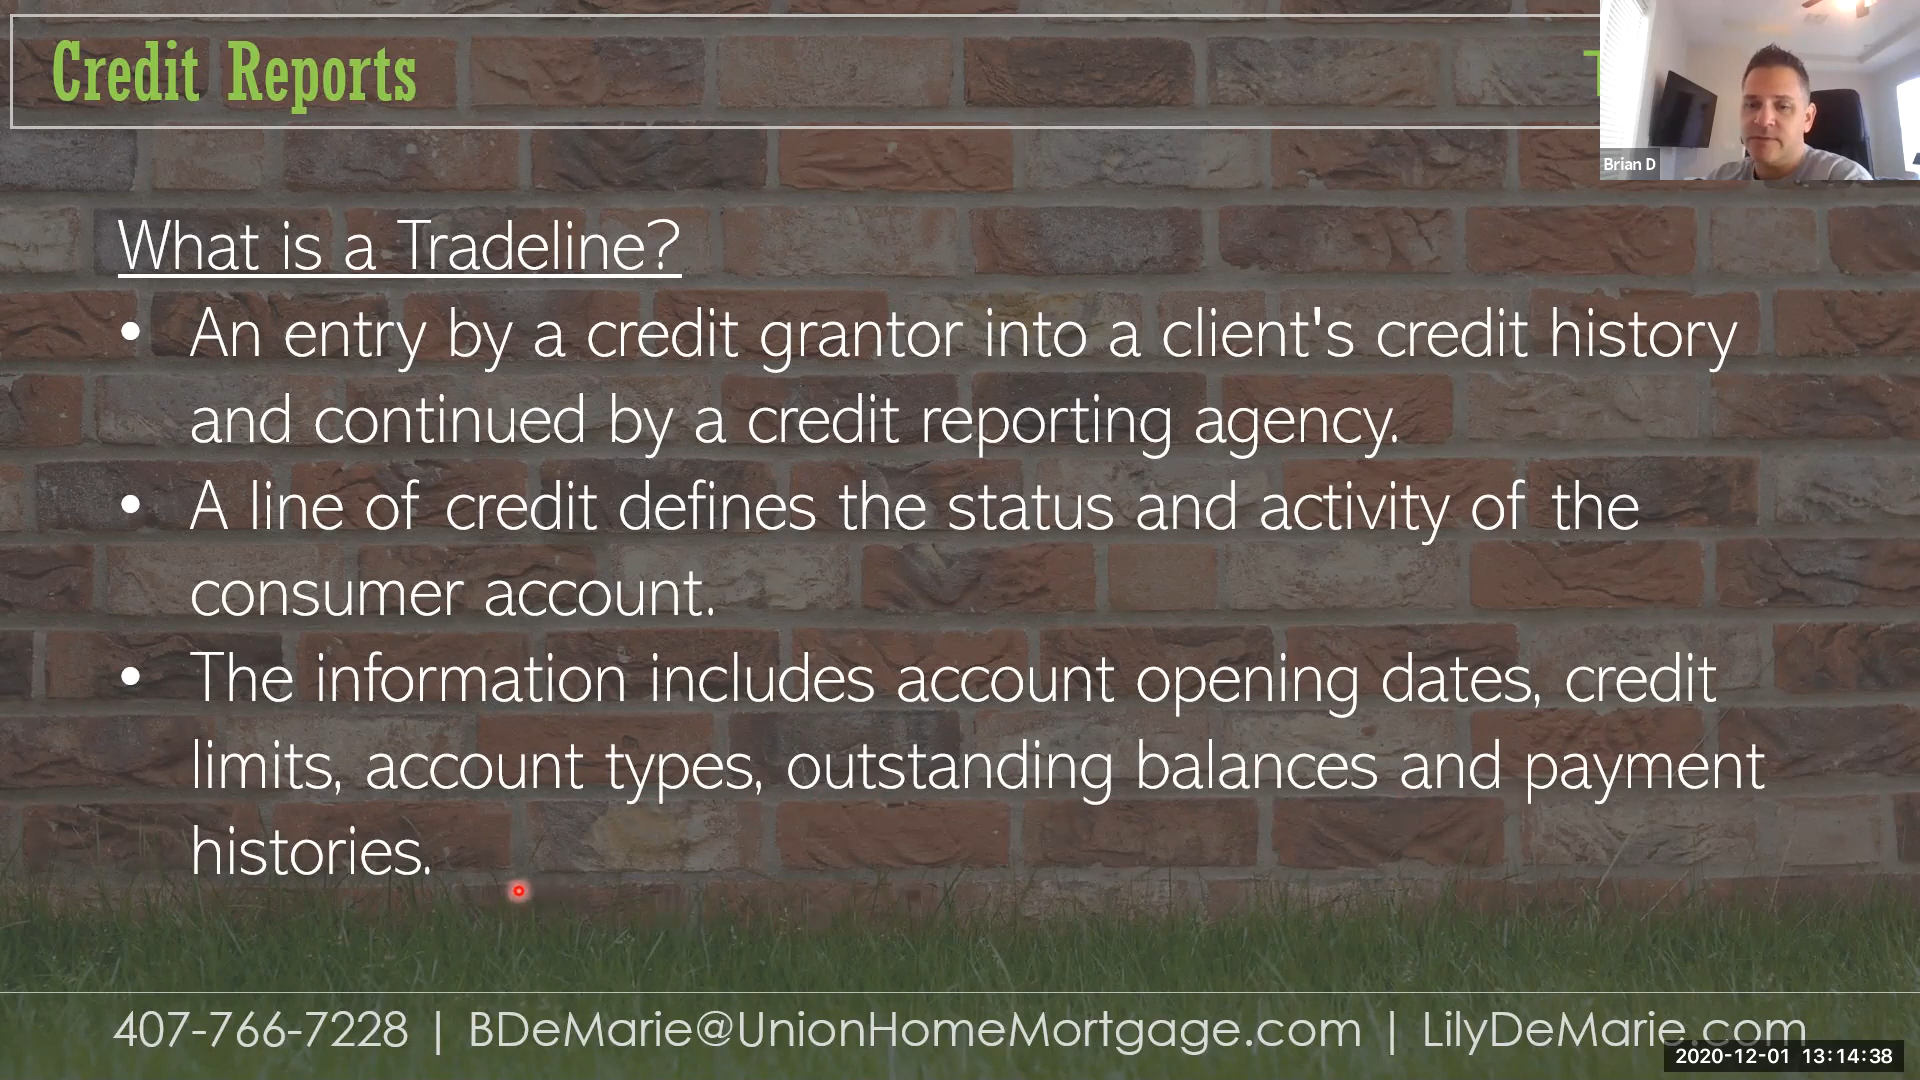 Credit Reports
Brian D
What is a Tradeline?
• An entry by a credit grantor into a client's credit history
and continued by a credit reporting agency.
• A line of credit defines the status and activity of the
consumer account.
• The information includes account opening dates, credit
limits, account types, outstanding balances and payment
histories.
407-766-7228 | BDeMarie@UnionHomeMortgage.com | LilyDeMarie.com
2020-12-01 13:14:38